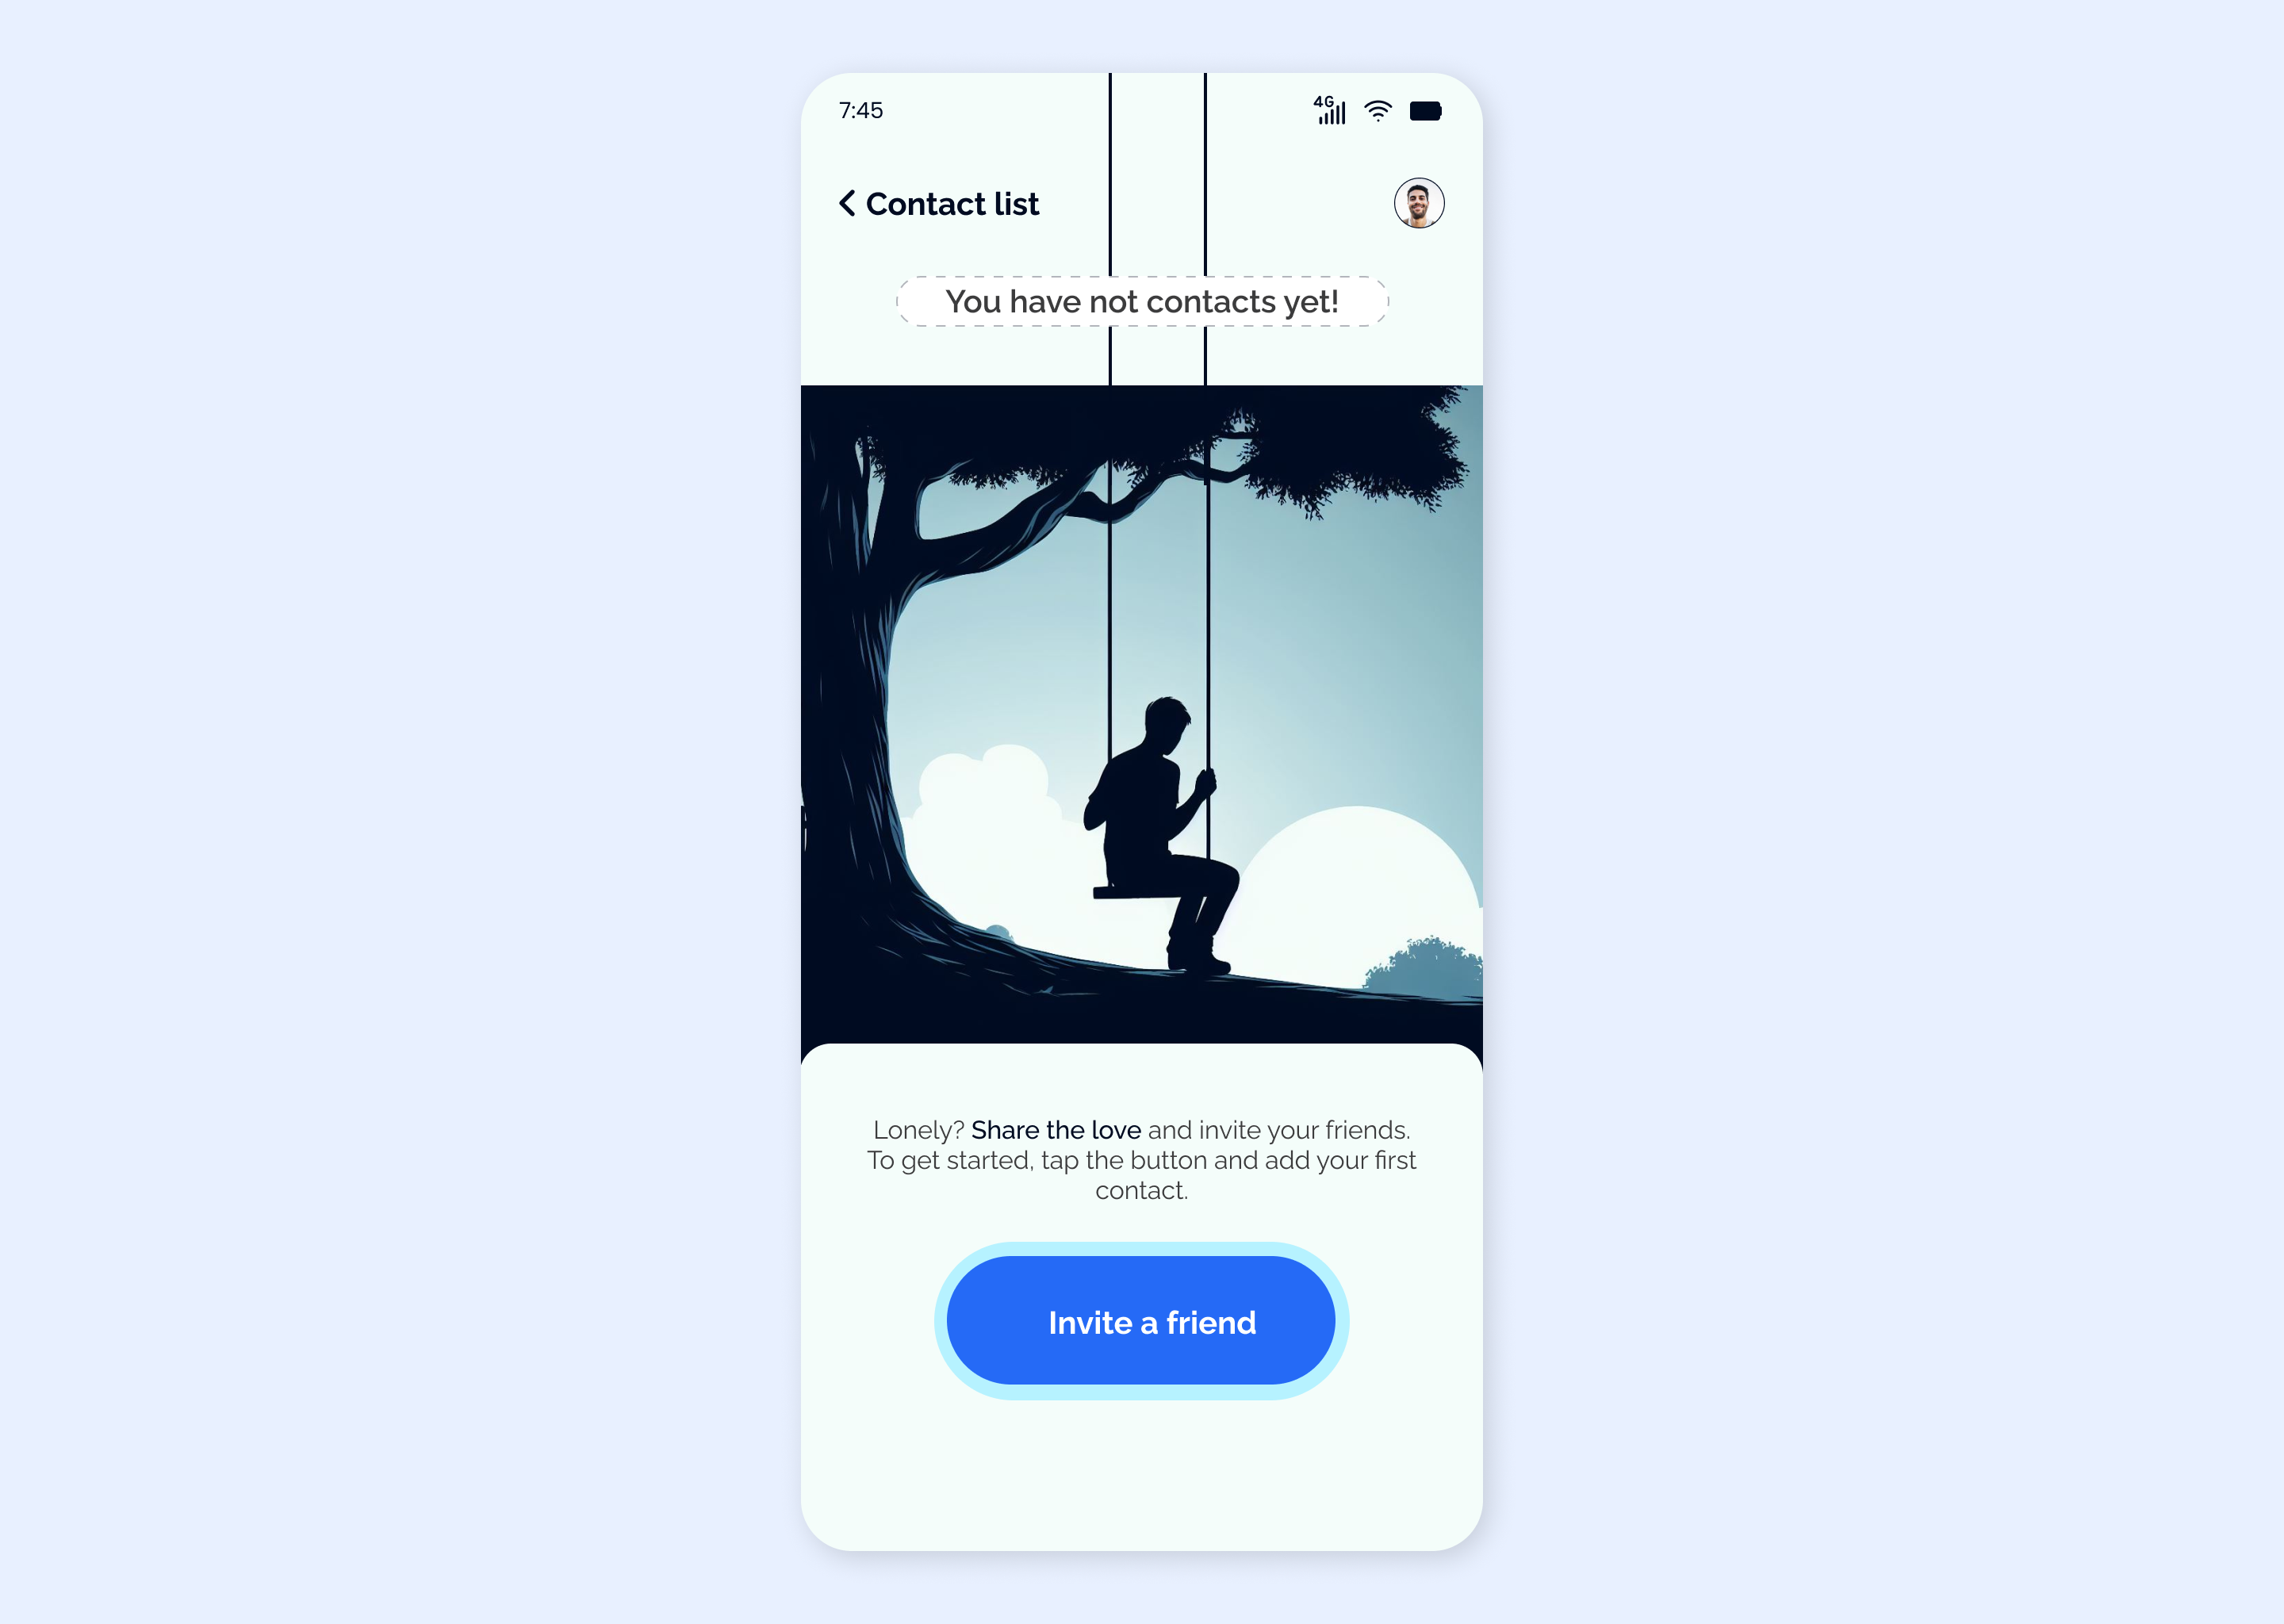 7:45
4G
Contact list
You have not contacts yet!
Lonely? Share the love and invite your friends.
To get started, tap the button and add your first
contact.
Invite a friend